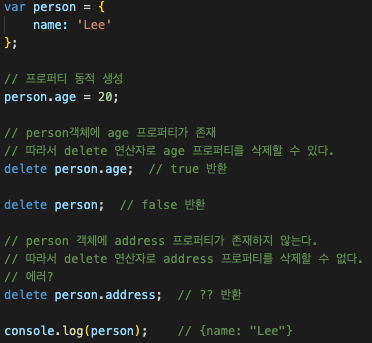 var person = {
    name: 'Lee'
};
// 프로퍼티 동적 생성
person.age = 20;
// person객체에 age 프로퍼티가 존재
// 따라서 delete 연산자로 age 프로퍼티를 삭제할 수 있다.
delete person.age;  // true 반환
delete person;  // false 반환
// person 객체에 address 프로퍼티가 존재하지 않는다.
// 따라서 delete 연산자로 address 프로퍼티를 삭제할 수 없다.
// 에러?
delete person.address;  // ?? 반환
console.log(person);    // {name: "Lee"}